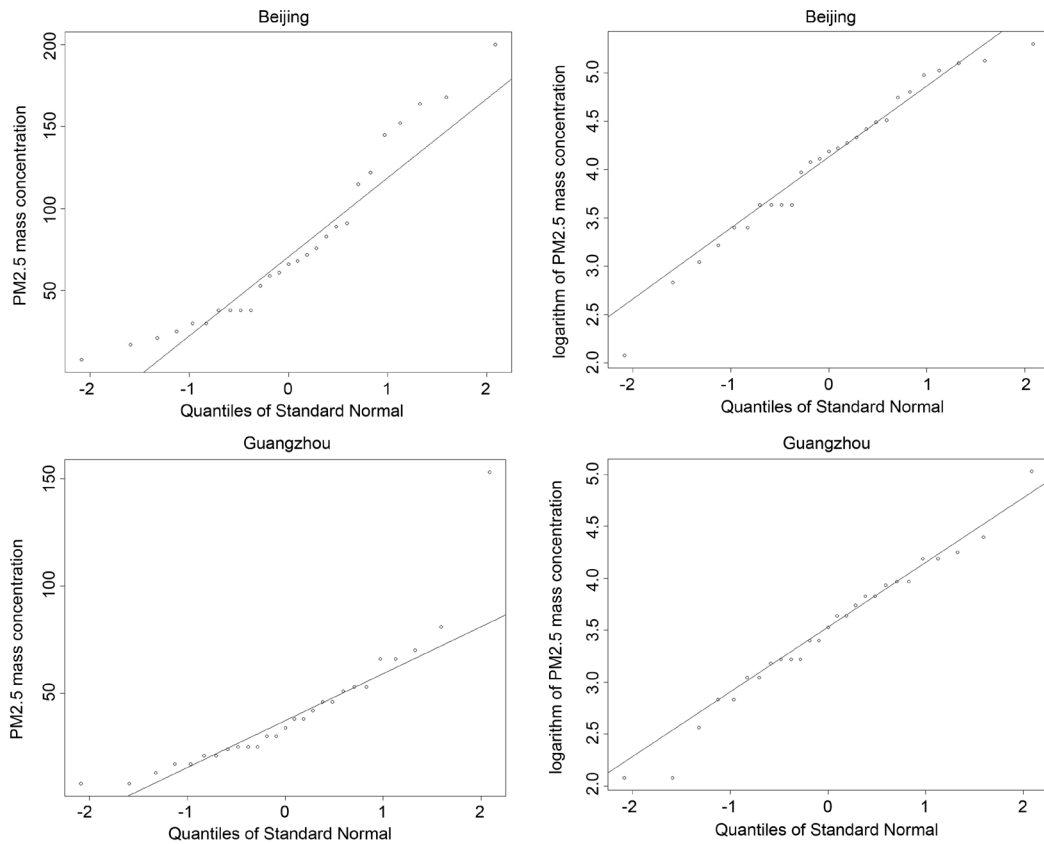 Beijing
PM2.5 mass concentration
200
150
100
50
-2 -1 0 1 2
Quantiles of Standard Normal
Beijing
logarithm of PM2.5 mass concentration
5.0
4.5
4.0
3.5
3.0
2.5
2.0
-2 -1 0 1 2
Quantiles of Standard Normal
Guangzhou
PM2.5 mass concentration
150
100
50
-2 -1 0 1 2
Quantiles of Standard Normal
Guangzhou
logarithm of PM2.5 mass concentration
5.0
4.5
4.0
3.5
3.0
2.5
2.0
-2 -1 0 1 2
Quantiles of Standard Normal